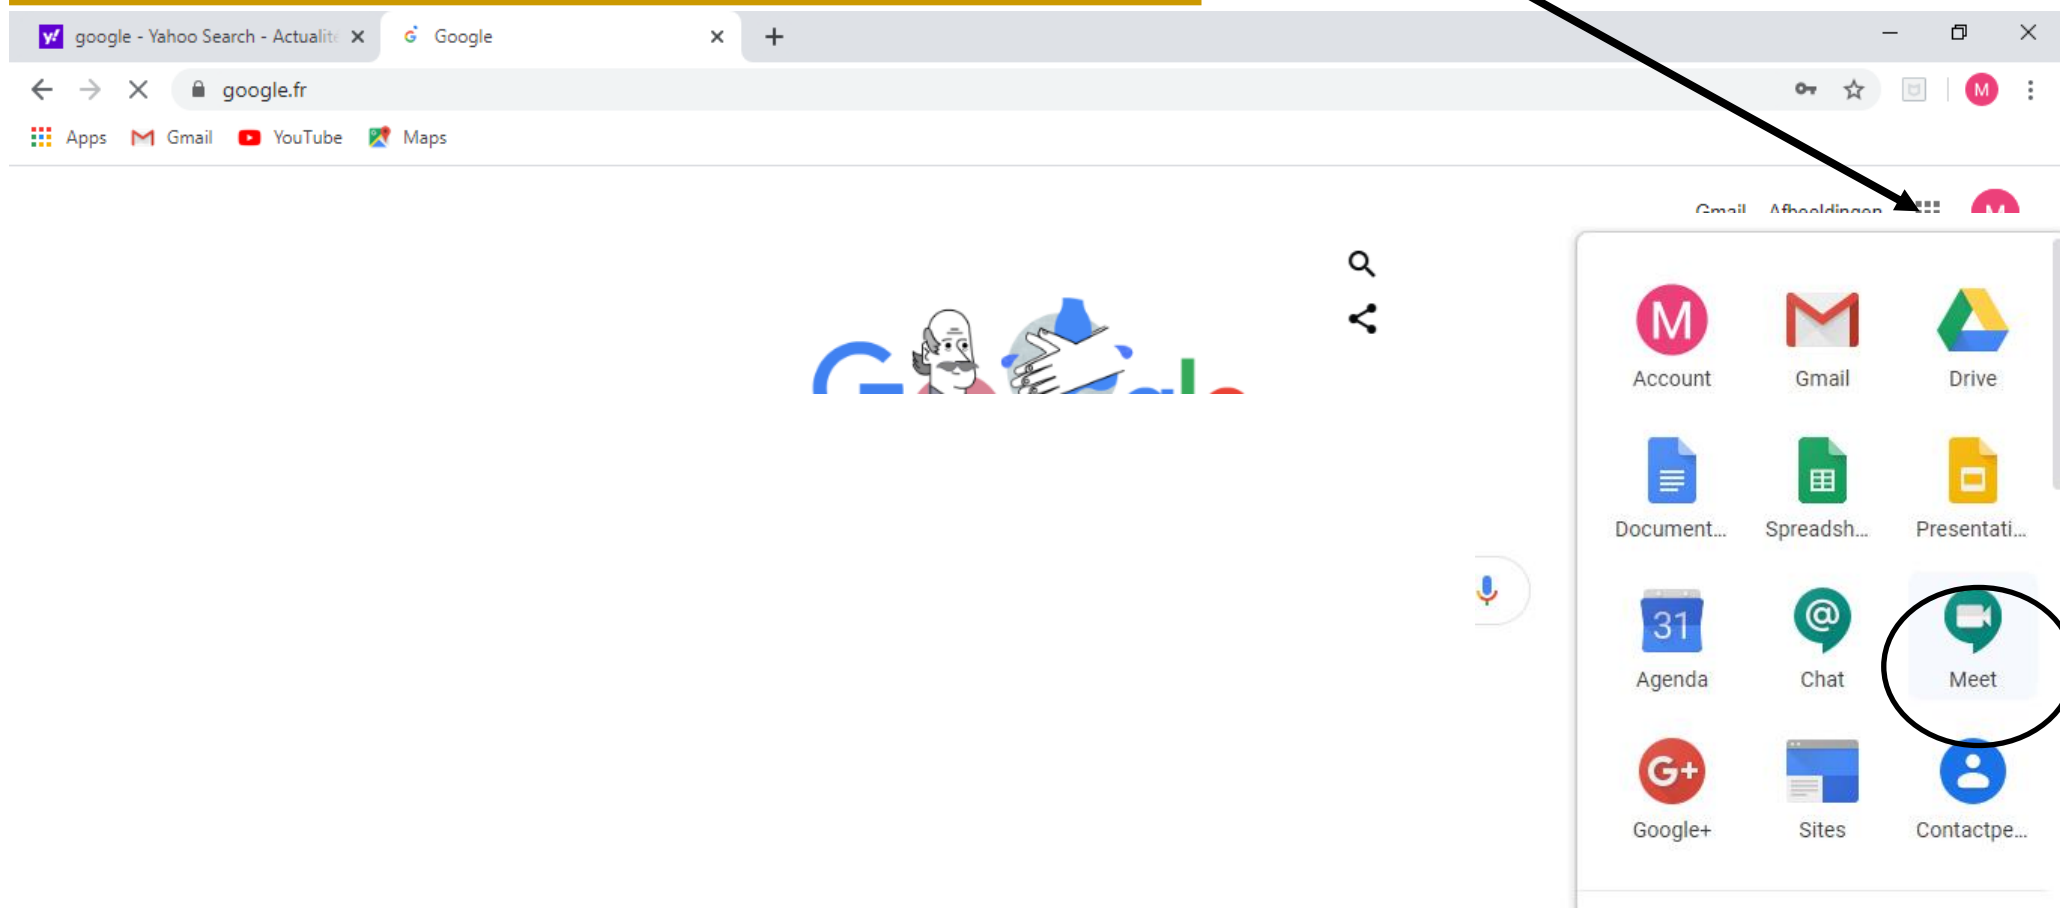 google - Yahoo Search - Actualité
Google
google.fr
M
Apps Gmail YouTube Maps
Gmail Afbeeldingen M
M
Account Gmail Drive
Document... Spreadsh... Presentati...
31 @
Agenda Chat Meet
G+
Google+ Sites Contactpe...